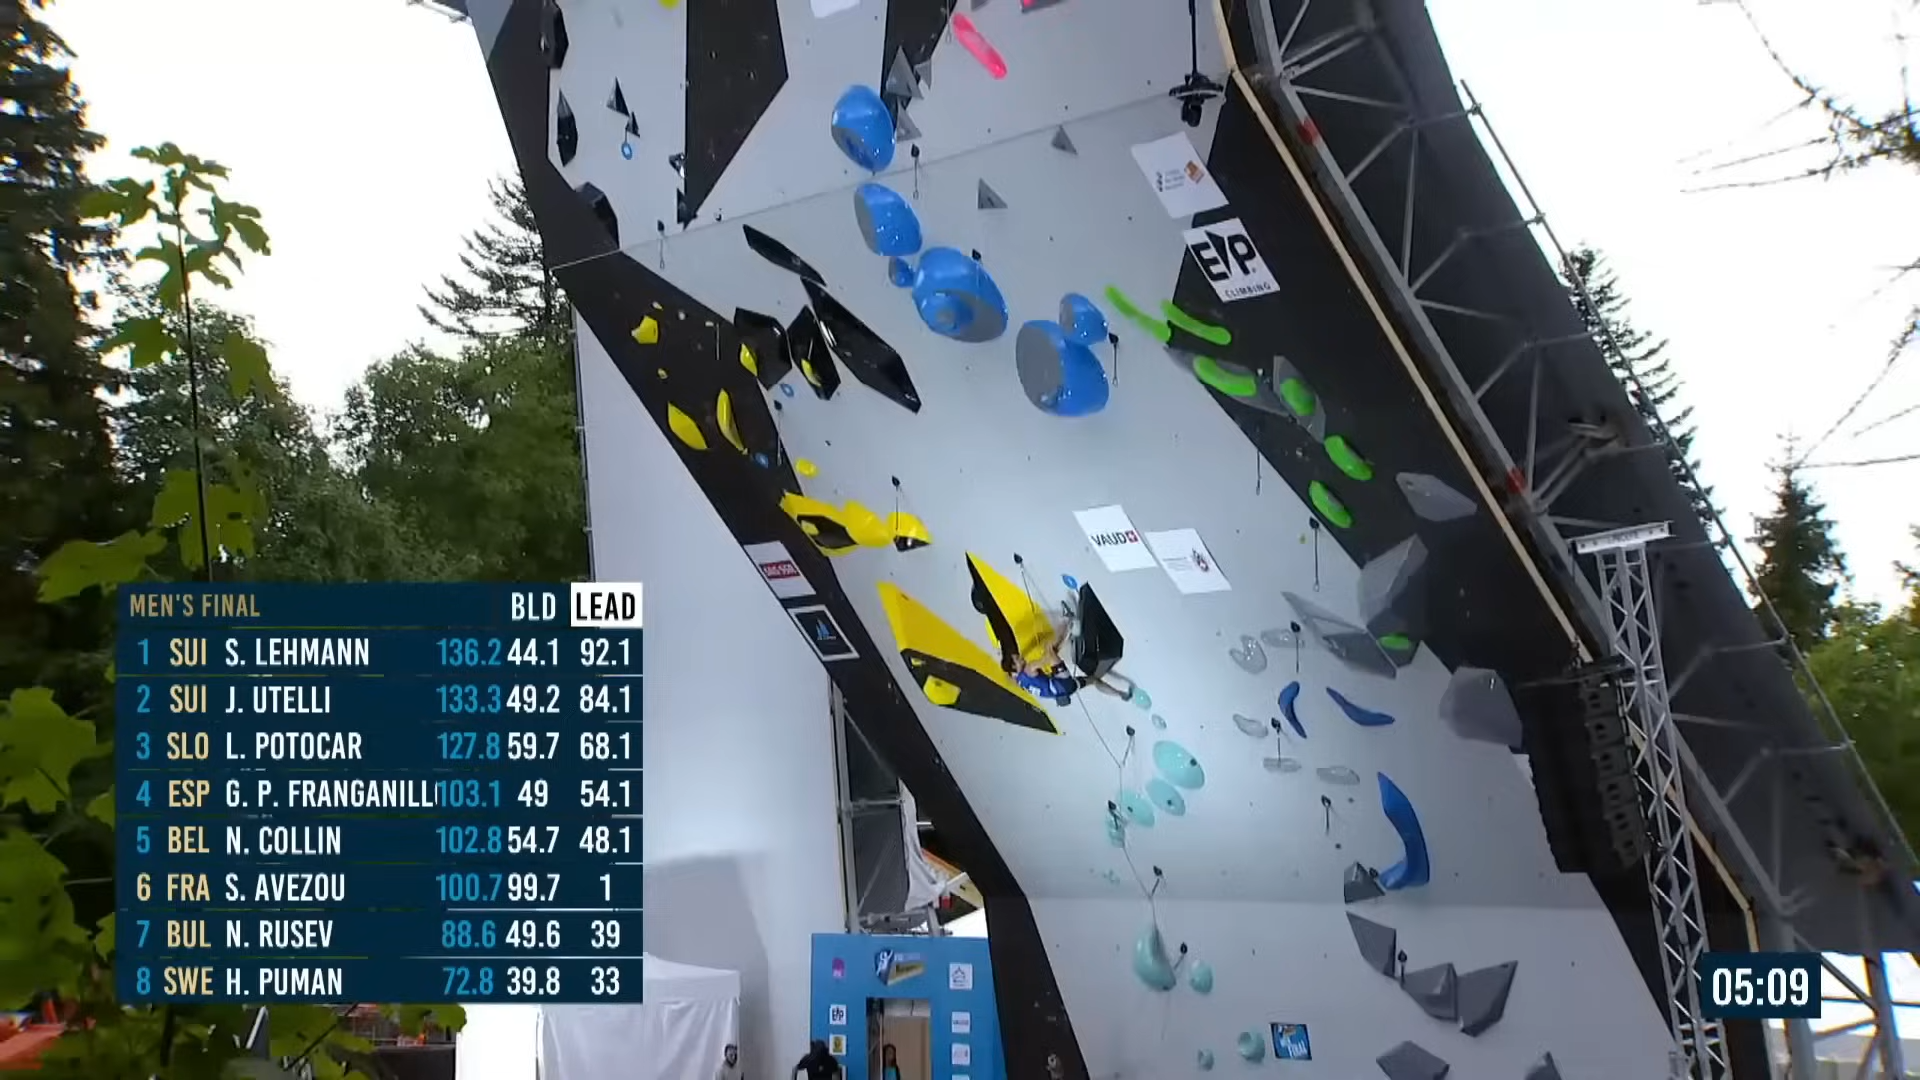 E/P
CLIMBING
VAUD
MEN'S FINAL BLD LEAD
1 SUI S. LEHMANN 136.2 44.1 92.1
2 SUI J. UTELLI 133.3 49.2 84.1
3 SLO L. POTOCAR 127.8 59.7 68.1
4 ESP G. P. FRANGANILL 103.1 49 54.1
5 BEL N. COLLIN 102.8 54.7 48.1
6 FRA S. AVEZOU 100.7 99.7 1
7 BUL N. RUSEV 88.6 49.6 39
8 SWE H. PUMAN 72.8 39.8 33
05:09